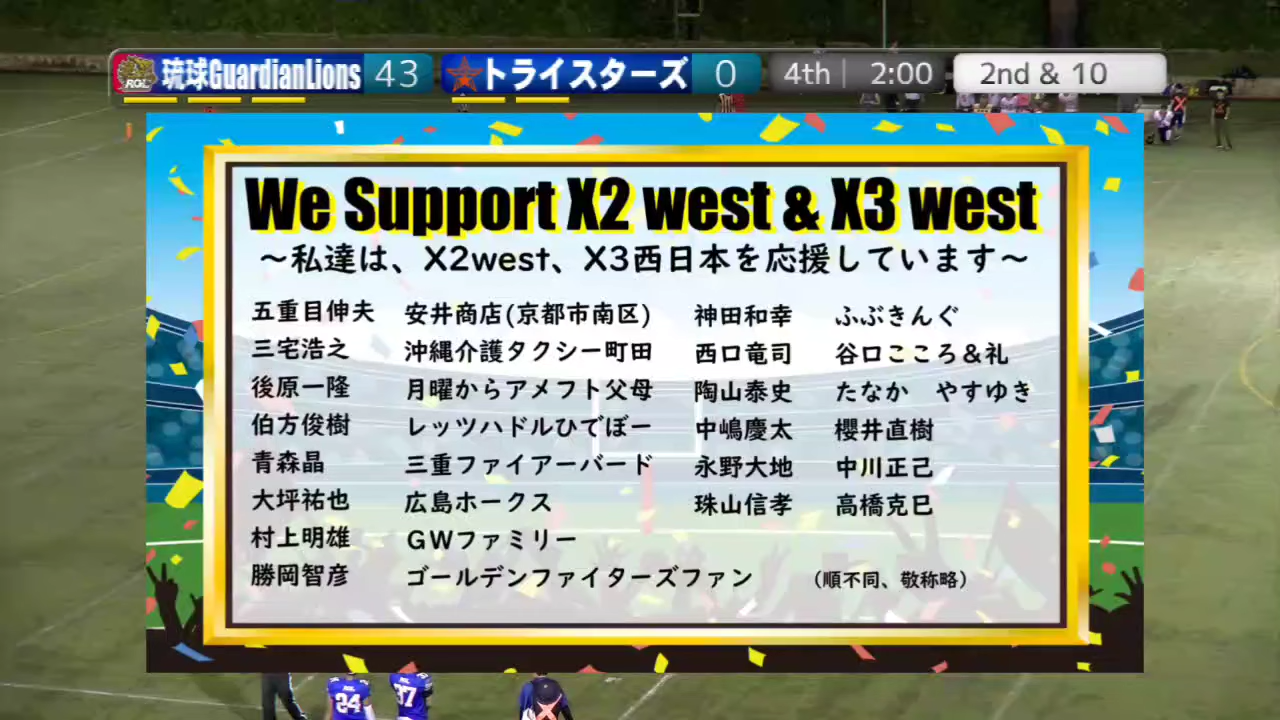 RGL 琉球GuardianLions 43 トライスターズ 0 4th 2:00 2nd & 10
We Support X2 west & X3 west
～私達は、X2west、X3西日本を応援しています～
五重目伸夫 安井商店(京都市南区) 神田和幸 ふぶきんぐ
三宅浩之 沖縄介護タクシー町田 西口竜司 谷口こころ&礼
後原一隆 月曜からアメフト父母 陶山泰史 たなか やすゆき
伯方俊樹 レッツハドルひでぼー 中嶋慶太 櫻井直樹
青森晶 三重ファイアーバード 永野大地 中川正己
大坪祐也 広島ホークス 珠山信孝 高橋克巳
村上明雄 GWファミリー
勝岡智彦 ゴールデンファイターズファン (順不同、敬称略)
24 37